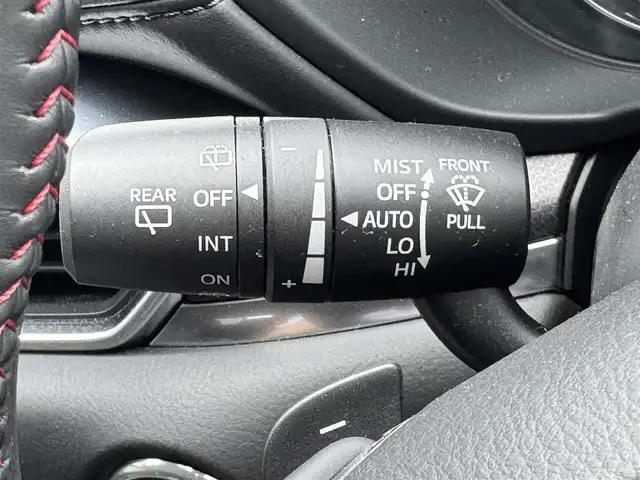 REAR
OFF
INT
ON
−
+
MIST
OFF
AUTO
LO
HI
FRONT
PULL
−